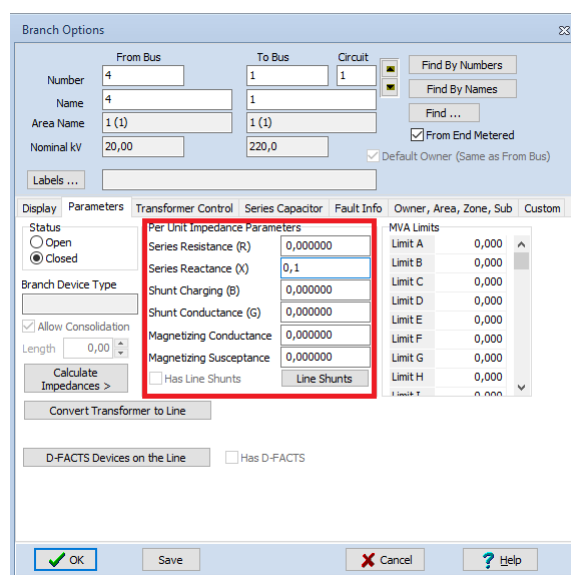 Branch Options
From Bus To Bus Circuit
Number 4 1 1 Find By Numbers
Name 4 1 Find By Names
Area Name 1 (1) 1 (1) Find ...
From End Metered
Nominal kV 20,00 220,0
Default Owner (Same as From Bus)
Labels ...
Display Parameters Transformer Control Series Capacitor Fault Info Owner, Area, Zone, Sub Custom
Status Per Unit Impedance Parameters MVA Limits
Open Series Resistance (R) 0,000000 Limit A 0,000
Closed Series Reactance (X) 0,1 Limit B 0,000
Branch Device Type Shunt Charging (B) 0,000000 Limit C 0,000
Limit D 0,000
Shunt Conductance (G) 0,000000 Limit E 0,000
Allow Consolidation Magnetizing Conductance 0,000000 Limit F 0,000
Length 0,00 Magnetizing Susceptance 0,000000 Limit G 0,000
Calculate Impedances > Has Line Shunts Line Shunts Limit H 0,000
Limit I 0,000
Convert Transformer to Line
D-FACTS Devices on the Line Has D-FACTS
OK Save Cancel Help